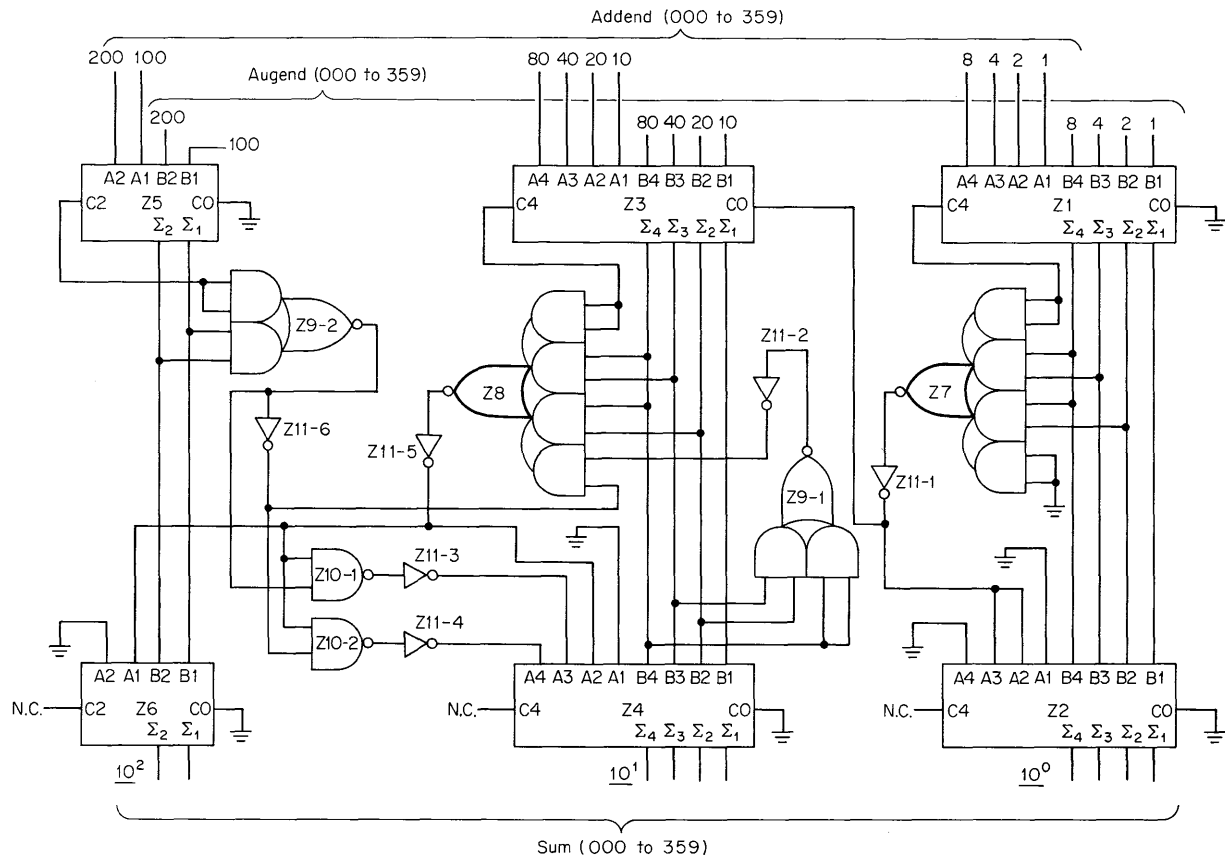 Addend (000 to 359)
200 100 80 40 20 10 8 4 2 1
Augend (000 to 359)
200 100 80 40 20 10 8 4 2 1
A2 A1 B2 B1
C2 Z5 C0
Σ2 Σ1
A4 A3 A2 A1 B4 B3 B2 B1
C4 Z3 C0
Σ4 Σ3 Σ2 Σ1
A4 A3 A2 A1 B4 B3 B2 B1
C4 Z1 C0
Σ4 Σ3 Σ2 Σ1
Z9-2
Z11-2
Z8
Z7
Z11-6
Z11-5
Z9-1
Z11-1
Z11-3
Z10-1
Z11-4
Z10-2
A2 A1 B2 B1
N.C. C2 Z6 C0
Σ2 Σ1
A4 A3 A2 A1 B4 B3 B2 B1
N.C. C4 Z4 C0
Σ4 Σ3 Σ2 Σ1
A4 A3 A2 A1 B4 B3 B2 B1
N.C. C4 Z2 C0
Σ4 Σ3 Σ2 Σ1
10² 10¹ 10⁰
Sum (000 to 359)